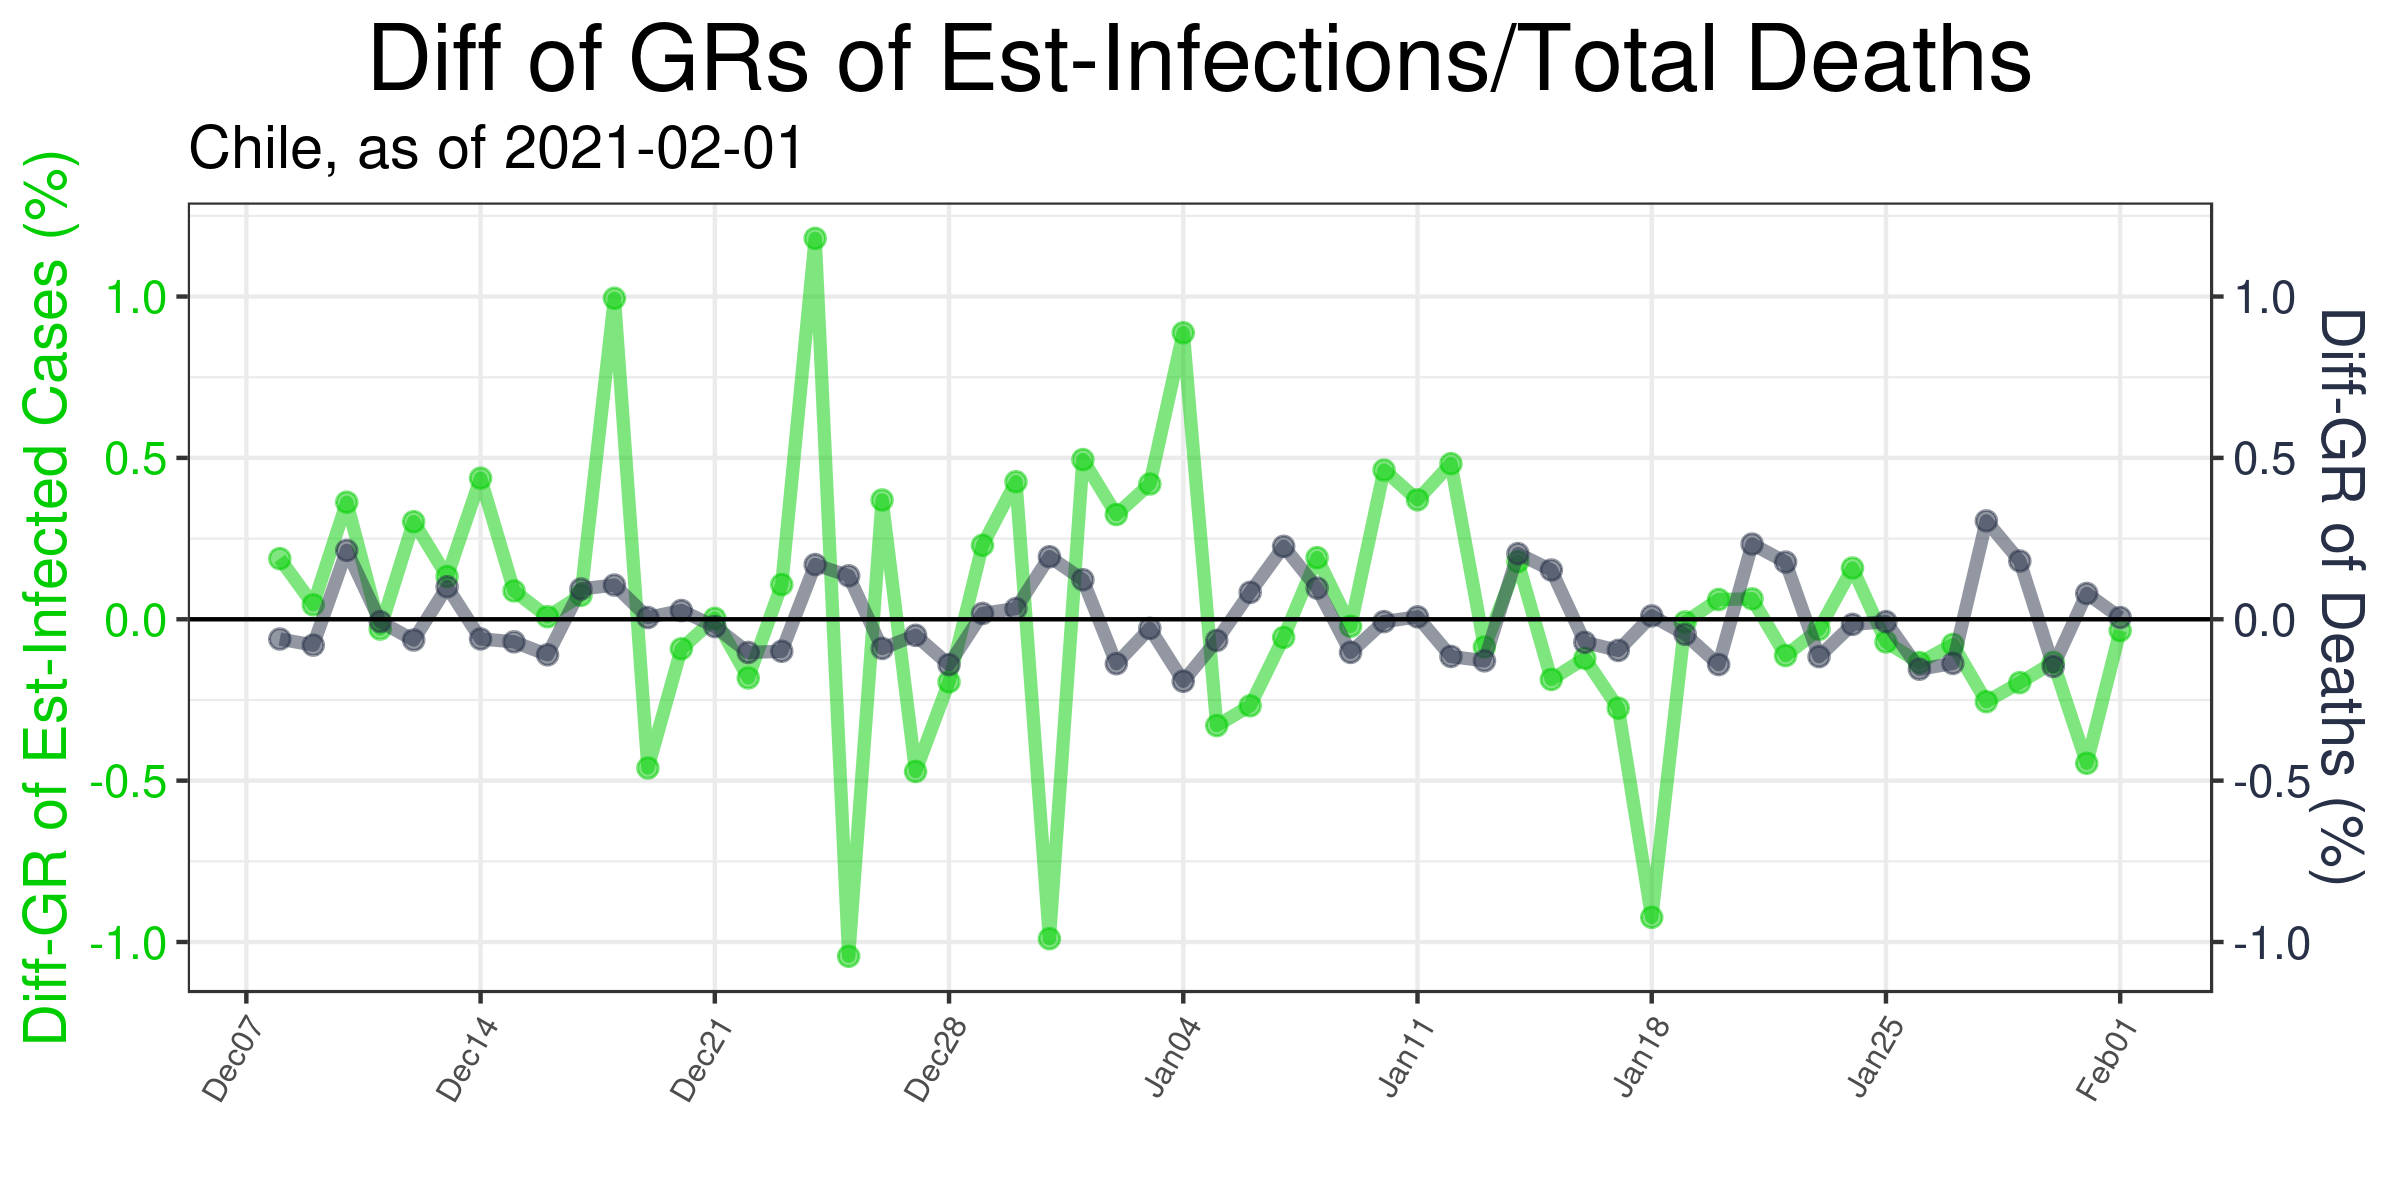 Diff of GRs of Est-Infections/Total Deaths
Chile, as of 2021-02-01
Diff-GR of Est-Infected Cases (%)
1.0
0.5
0.0
-0.5
-1.0
1.0
0.5
0.0
-0.5
-1.0
Diff-GR of Deaths (%)
Dec07
Dec14
Dec21
Dec28
Jan04
Jan11
Jan18
Jan25
Feb01